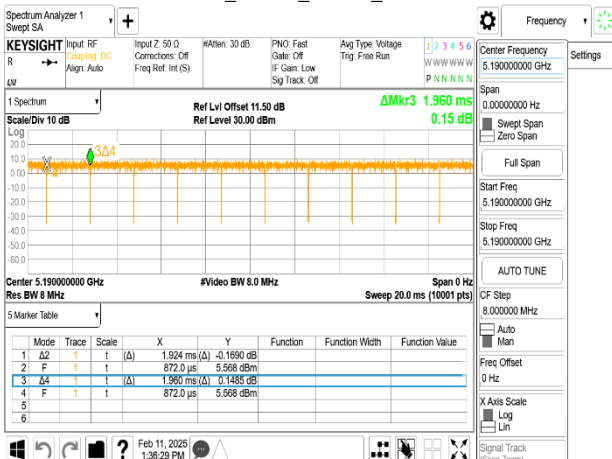 Spectrum Analyzer 1
Swept SA
+
Frequency
KEYSIGHT
R
Input: RF
Coupling: DC
Align: Auto
Input Z: 50 Ω
Corrections: Off
Freq Ref: Int (S)
#Atten: 30 dB
PNO: Fast
Gate: Off
IF Gain: Low
Sig Track: Off
Avg Type: Voltage
Trig: Free Run
1 2 3 4 5 6
W W W W W W
P N N N N N
Center Frequency
5.190000000 GHz
Settings
Span
0.00000000 Hz
Swept Span
Zero Span
Full Span
Start Freq
5.190000000 GHz
Stop Freq
5.190000000 GHz
AUTO TUNE
CF Step
8.000000 MHz
Auto
Man
Freq Offset
0 Hz
X Axis Scale
Log
Lin
Signal Track
(Span Zoom)
1 Spectrum
Scale/Div 10 dB
Ref Lvl Offset 11.50 dB
Ref Level 30.00 dBm
ΔMkr3 1.960 ms
0.15 dB
Log
20.0
10.0
0.00
-10.0
-20.0
-30.0
-40.0
-50.0
-60.0
3Δ4
Center 5.190000 GHz
Res BW 8 MHz
#Video BW 8.0 MHz
Span 0 Hz
Sweep 20.0 ms (10001 pts)
5 Marker Table
Mode Trace Scale X Y Function Function Width Function Value
1 Δ2 1 t (Δ) 1.924 ms (Δ) -0.1690 dB
2 F 1 t 872.0 µs 5.568 dBm
3 Δ4 1 t (Δ) 1.960 ms (Δ) 0.1485 dB
4 F 1 t 872.0 µs 5.568 dBm
5
6
?
Feb 11, 2025
1:36:29 PM